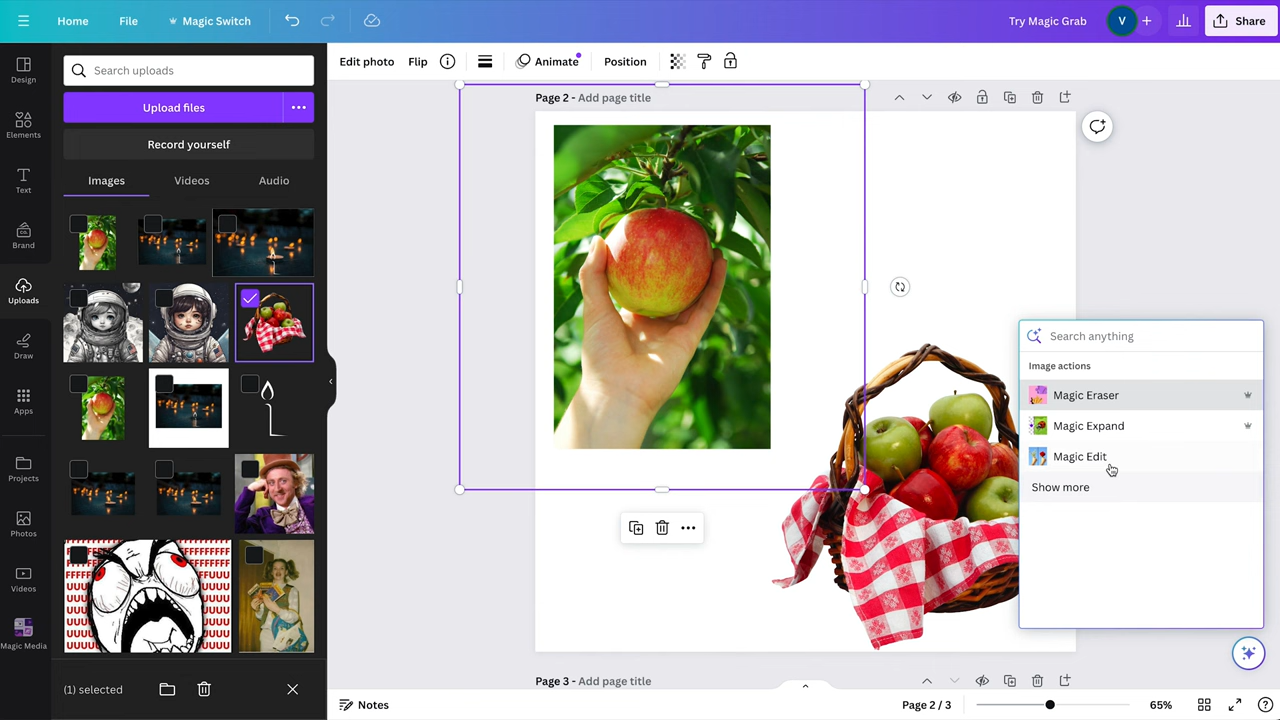 Home File Magic Switch Try Magic Grab V Share
Design
Elements
Text
Brand
Uploads
Draw
Apps
Projects
Photos
Videos
Magic Media
Search uploads
Upload files
Record yourself
Images Videos Audio
FFFFFFFFUUU
UUU
(1) selected
Edit photo Flip Animate Position
Page 2 - Add page title
Search anything
Image actions
Magic Eraser
Magic Expand
Magic Edit
Show more
Page 3 - Add page title
Notes Page 2 / 3 65%